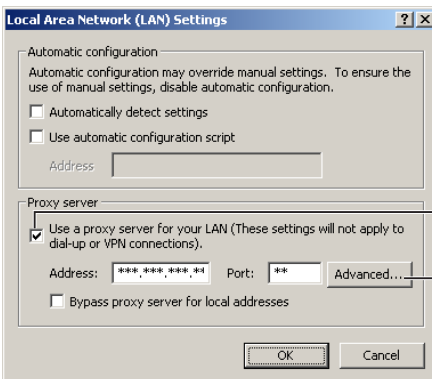 Local Area Network (LAN) Settings
Automatic configuration
Automatic configuration may override manual settings. To ensure the
use of manual settings, disable automatic configuration.
Automatically detect settings
Use automatic configuration script
Address
Proxy server
Use a proxy server for your LAN (These settings will not apply to
dial-up or VPN connections).
Address: ***.***.***.** Port: ** Advanced...
Bypass proxy server for local addresses
OK Cancel